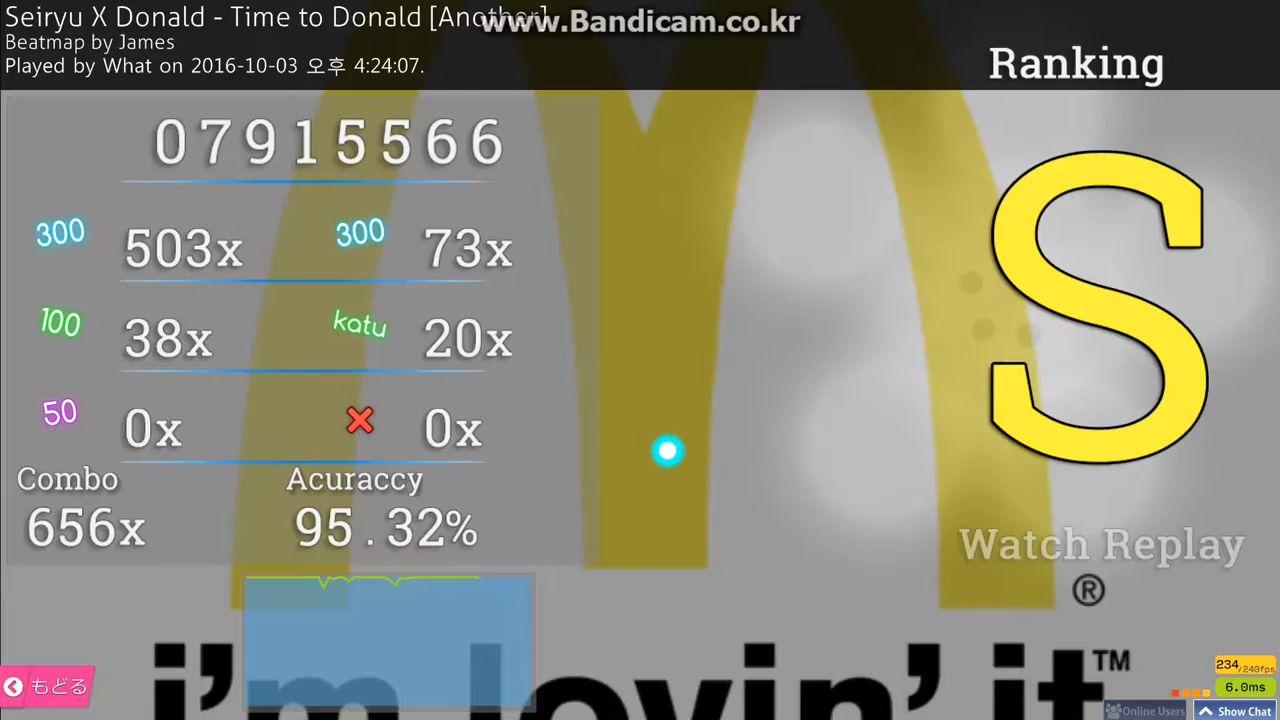 Seiryu X Donald - Time to Donald [Another]
www.Bandicam.co.kr
Beatmap by James
Played by What on 2016-10-03 오후 4:24:07.
Ranking
07915566
300 503x 300 73x
100 38x katu 20x
50 0x 0x
Combo Acuraccy
656x 95.32%
S
Watch Replay
®
i'm lovin' it™
もどる
234/240fps
6.0ms
Online Users Show Chat